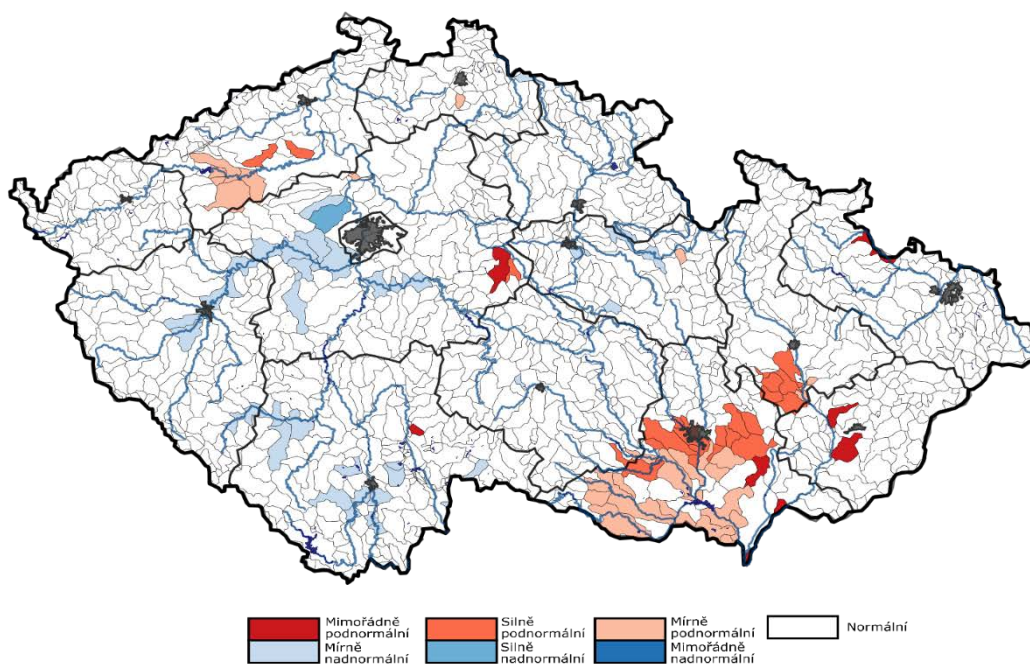 Mimořádně
podnormální
Silně
podnormální
Mírně
podnormální
Normální
Mírně
nadnormální
Silně
nadnormální
Mimořádně
nadnormální